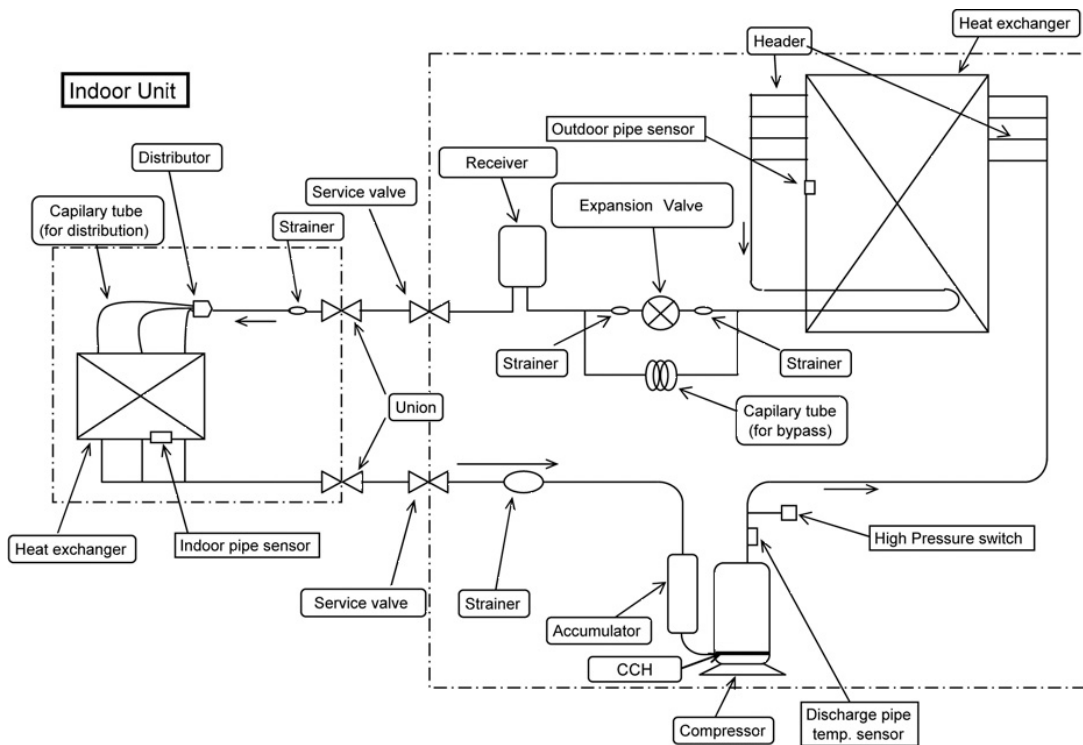 Heat exchanger
Header
Indoor Unit
Outdoor pipe sensor
Distributor
Receiver
Service valve
Expansion Valve
Capilary tube
(for distribution)
Strainer
Strainer
Strainer
Union
Capilary tube
(for bypass)
Heat exchanger
Indoor pipe sensor
High Pressure switch
Service valve
Strainer
Accumulator
CCH
Compressor
Discharge pipe
temp. sensor